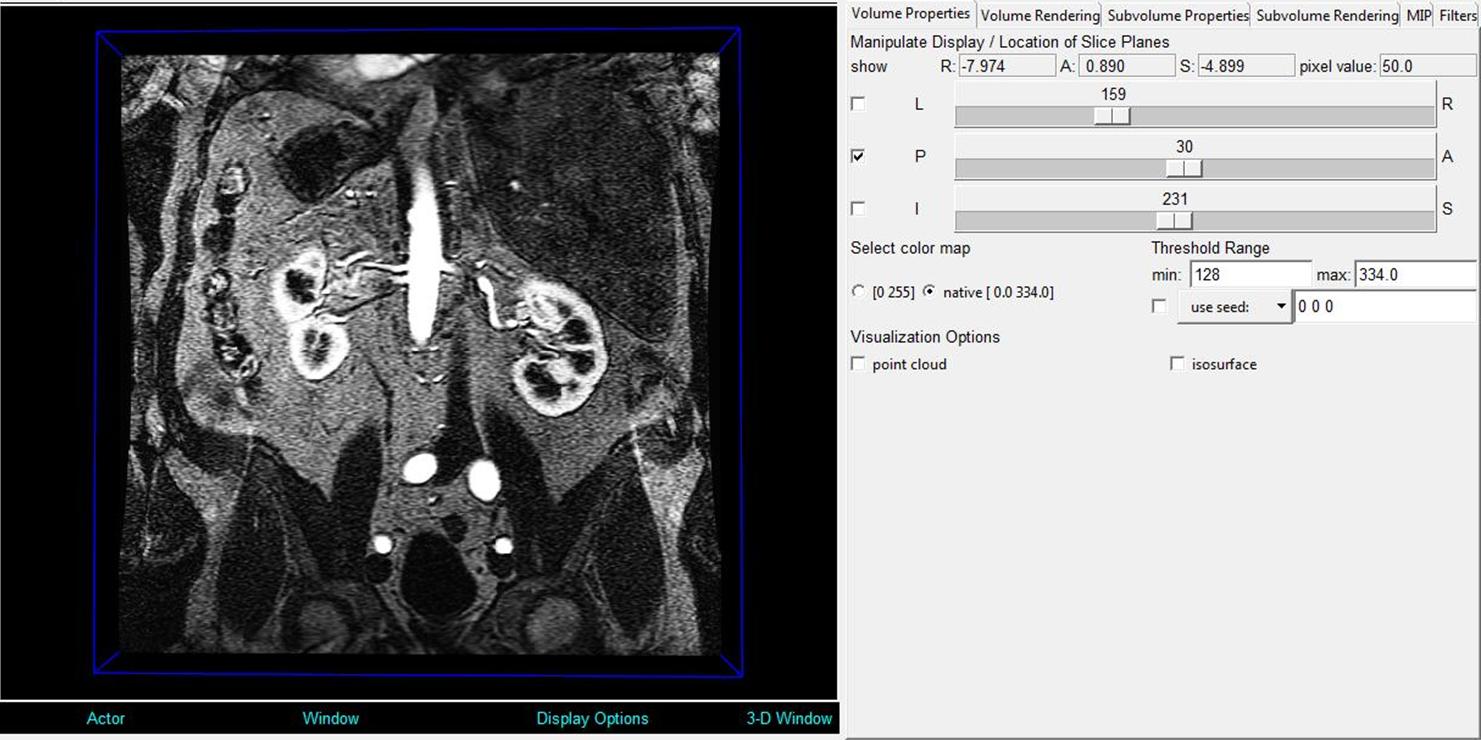 Volume Properties Volume Rendering Subvolume Properties Subvolume Rendering MIP Filters
Manipulate Display / Location of Slice Planes
show R: -7.974 A: 0.890 S: -4.899 pixel value: 50.0
159
L R
30
P A
231
I S
Select color map Threshold Range
min: 128 max: 334.0
[0 255] native [ 0.0 334.0] use seed: 0 0 0
Visualization Options
point cloud isosurface
Actor Window Display Options 3-D Window